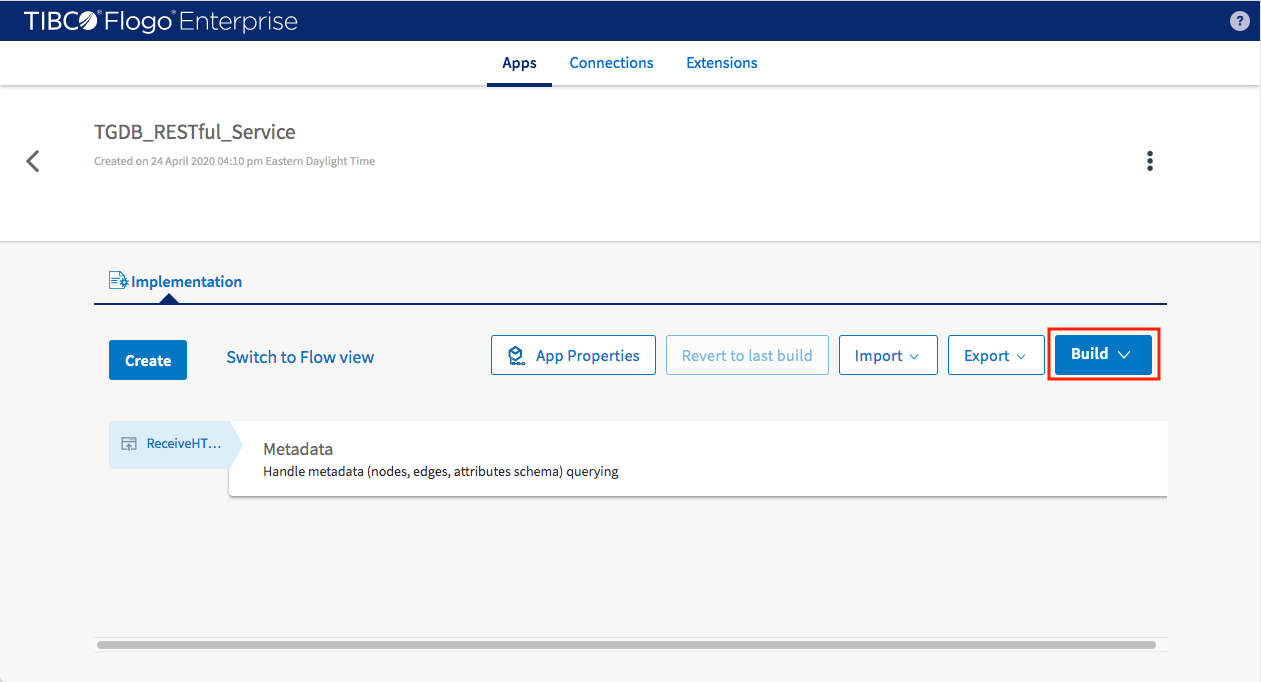 TIBCO® Flogo® Enterprise
?
Apps Connections Extensions
TGDB_RESTful_Service
Created on 24 April 2020 04:10 pm Eastern Daylight Time
Implementation
Create Switch to Flow view App Properties Revert to last build Import Export Build
ReceiveHT... Metadata
Handle metadata (nodes, edges, attributes schema) querying